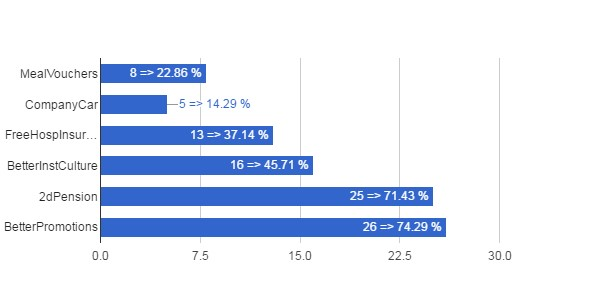 MealVouchers 8 => 22.86 %
CompanyCar 5 => 14.29 %
FreeHospInsur... 13 => 37.14 %
BetterInstCulture 16 => 45.71 %
2dPension 25 => 71.43 %
BetterPromotions 26 => 74.29 %
0.0 7.5 15.0 22.5 30.0